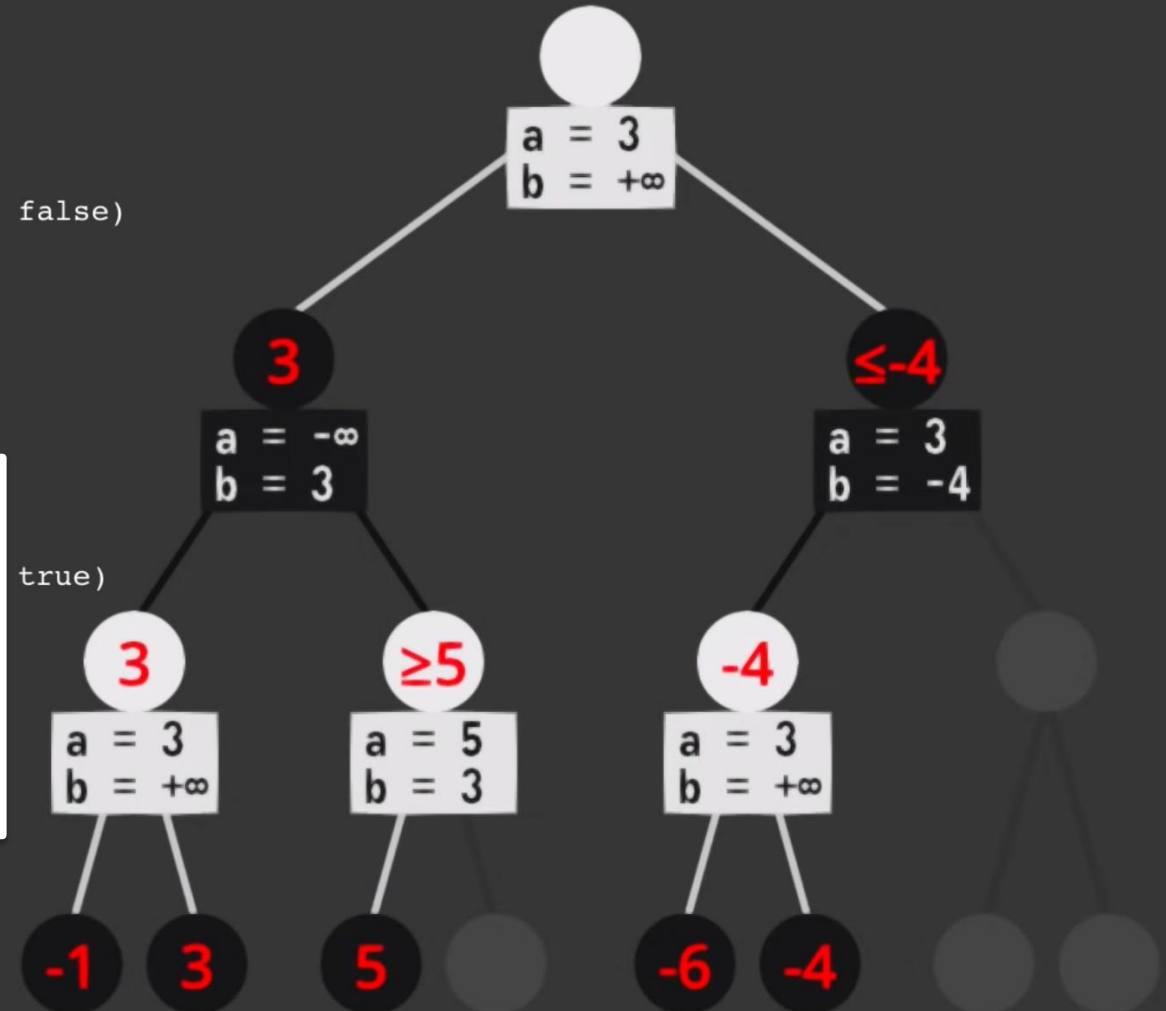 a = 3
b = +∞
false)
3
≤-4
a = -∞
b = 3
a = 3
b = -4
true)
3
≥5
-4
a = 3
b = +∞
a = 5
b = 3
a = 3
b = +∞
-1
3
5
-6
-4